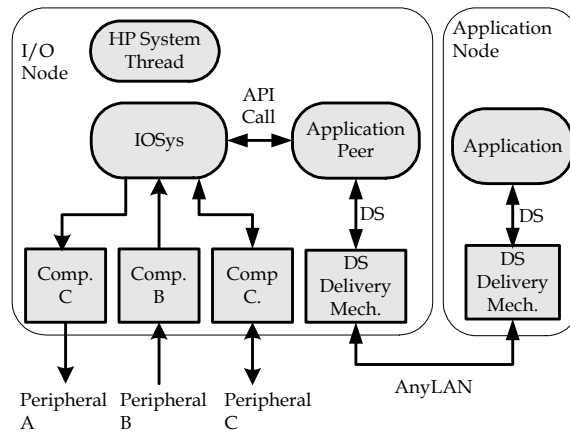 I/O
Node
HP System
Thread
Application
Node
API
Call
IOSys
Application
Peer
Application
DS
DS
Comp.
C
Comp.
B
Comp
C.
DS
Delivery
Mech.
DS
Delivery
Mech.
AnyLAN
Peripheral
A
Peripheral
B
Peripheral
C